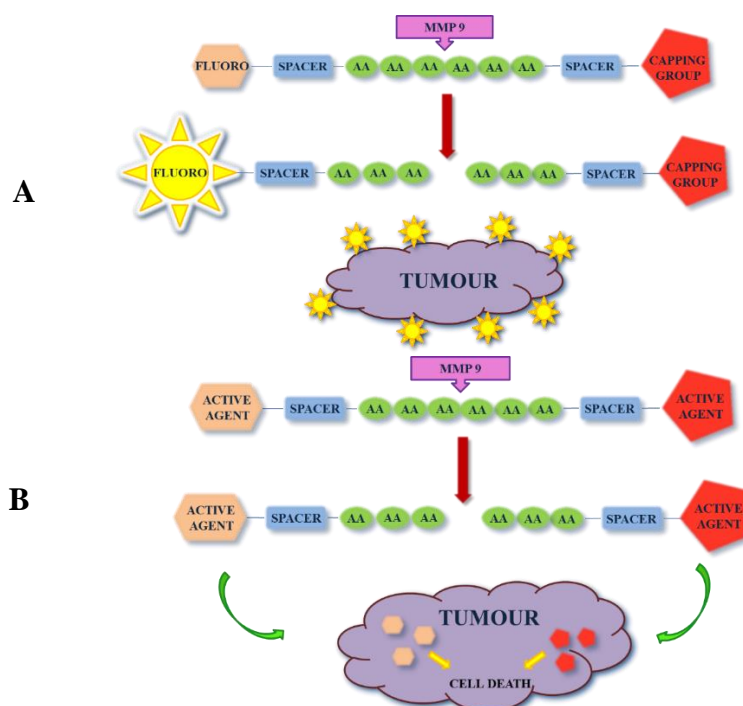 MMP 9
FLUORO SPACER AA AA AA AA AA AA SPACER CAPPING GROUP
A
FLUORO SPACER AA AA AA AA AA AA SPACER CAPPING GROUP
TUMOUR
MMP 9
ACTIVE AGENT SPACER AA AA AA AA AA AA SPACER ACTIVE AGENT
B
ACTIVE AGENT SPACER AA AA AA AA AA AA SPACER ACTIVE AGENT
TUMOUR
CELL DEATH